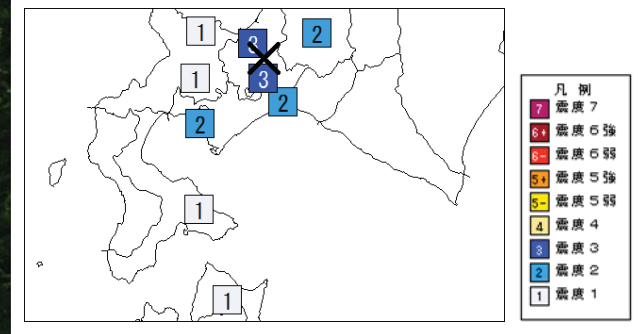 1
3
2
1
3
2
2
1
1
凡 例
7 震度 7
6+ 震度 6強
6- 震度 6弱
5+ 震度 5強
5- 震度 5弱
4 震度 4
3 震度 3
2 震度 2
1 震度 1